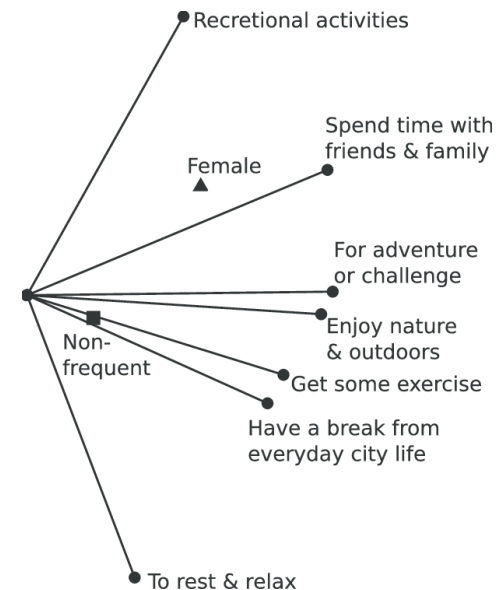 Recretional activities
Spend time with
friends & family
Female
For adventure
or challenge
Enjoy nature
& outdoors
Non-
frequent
Get some exercise
Have a break from
everyday city life
To rest & relax